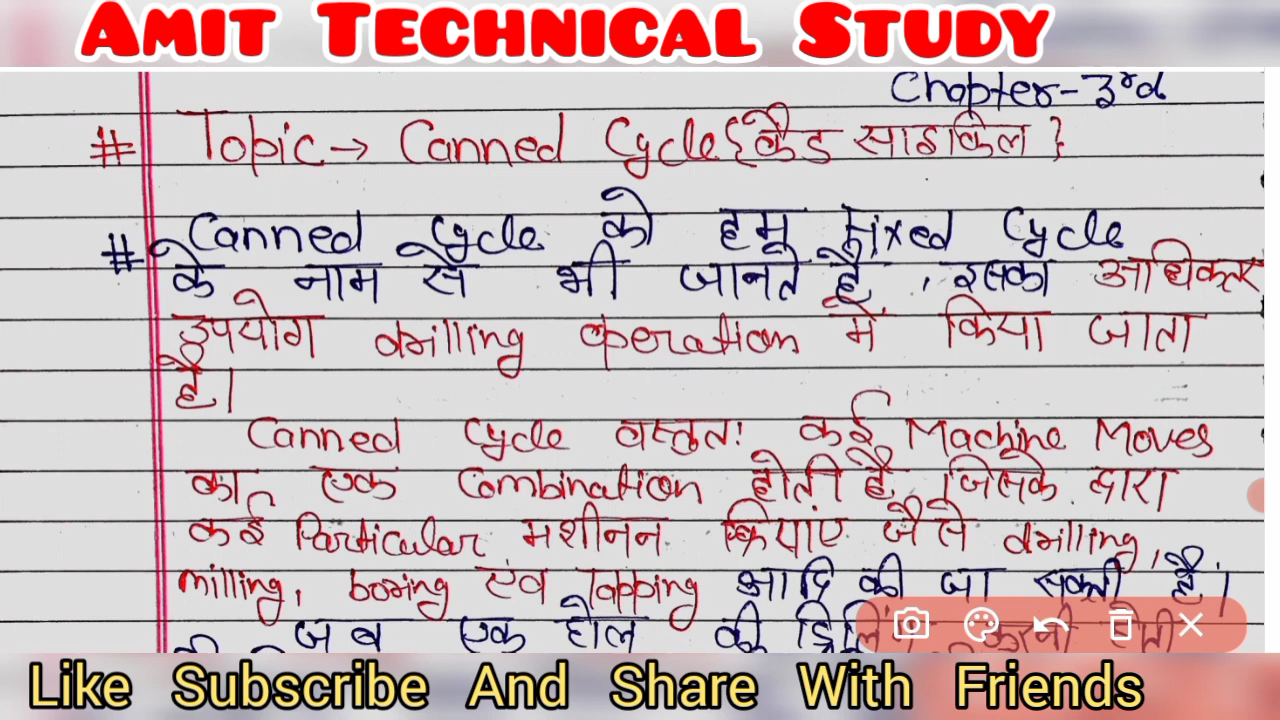 AMIT TECHNICAL STUDY
Chapter-3rd
# Topic → Canned Cycle {कैंड साइकिल}
# Canned Cycle को हम Fixed Cycle
के नाम से भी जानते है, इसका अधिकतर
उपयोग drilling operation में किया जाता
है।
Canned Cycle वस्तुतः कई Machine Moves
का एक Combination होती है जिसके द्वारा
कई Particular मशीनन क्रियाएं जैसे drilling,
milling, boring एवं Tapping आदि की जा सकती है।
जब एक होल की
Like Subscribe And Share With Friends